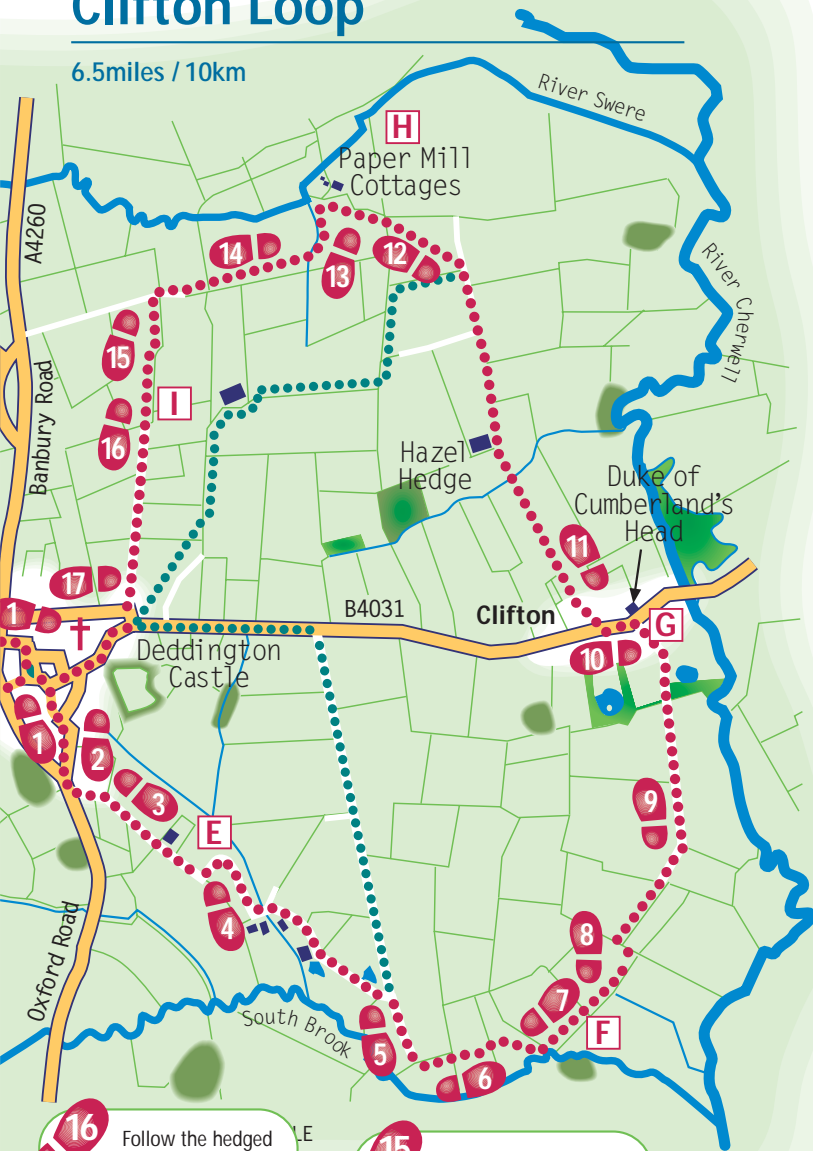 Clifton Loop
6.5miles / 10km
River Swere
H
Paper Mill
Cottages
A4260
14
13
12
River Cherwell
15
I
16
Banbury Road
Hazel
Hedge
Duke of
Cumberland's
Head
11
17
1
B4031
Clifton
G
10
Deddington
Castle
1
2
3
9
E
4
8
Oxford Road
7
South Brook
F
5
6
16
Follow the hedged
LE
15